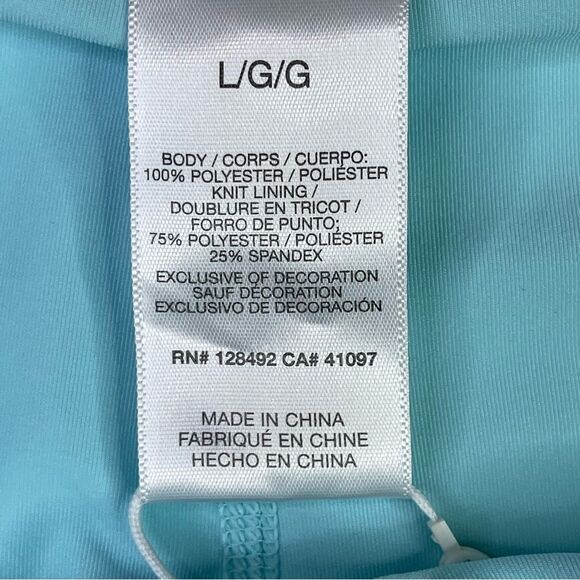 L/G/G
BODY / CORPS / CUERPO:
100% POLYESTER / POLIÉSTER
KNIT LINING /
DOUBLURE EN TRICOT /
FORRO DE PUNTO;
75% POLYESTER / POLIÉSTER
25% SPANDEX
EXCLUSIVE OF DECORATION
SAUF DÉCORATION
EXCLUSIVO DE DECORACIÓN
RN# 128492 CA# 41097
MADE IN CHINA
FABRIQUÉ EN CHINE
HECHO EN CHINA